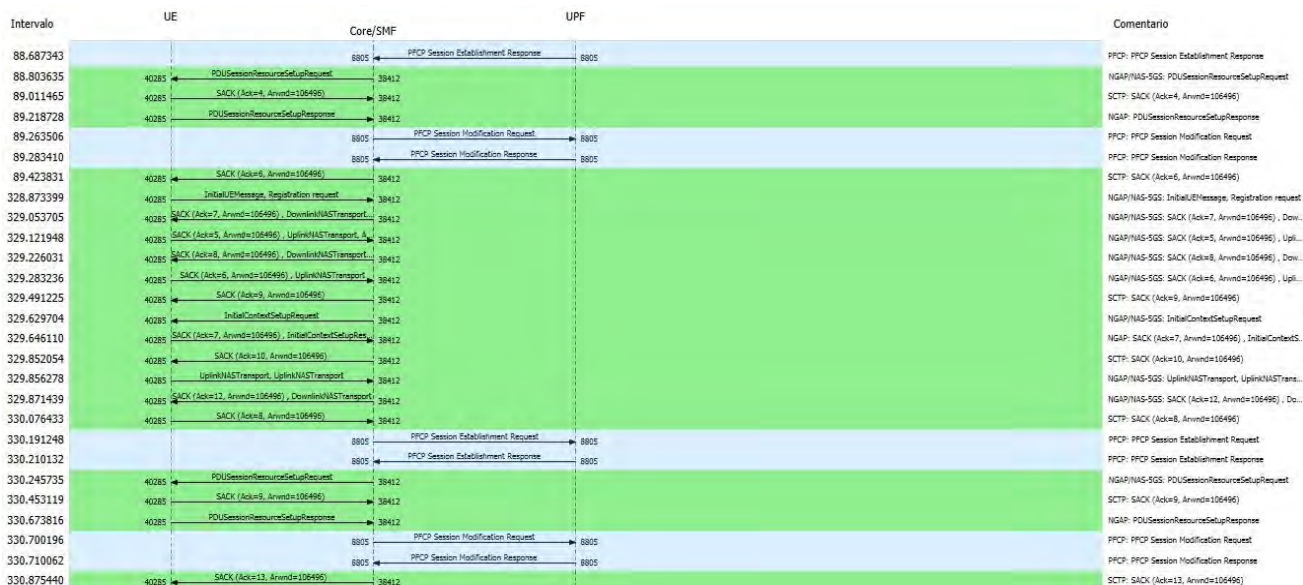 Intervalo UE Core/SMF UPF Comentario
88.687343 8805 PFCP Session Establishment Response 8805 PFCP: PFCP Session Establishment Response
88.803635 40285 PDUSessionResourceSetupRequest 38412 NGAP/NAS-5GS: PDUSessionResourceSetupRequest
89.011465 40285 SACK (Ack=4, Arwnd=106496) 38412 SCTP: SACK (Ack=4, Arwnd=106496)
89.218728 40285 PDUSessionResourceSetupResponse 38412 NGAP: PDUSessionResourceSetupResponse
89.263506 8805 PFCP Session Modification Request 8805 PFCP: PFCP Session Modification Request
89.283410 8805 PFCP Session Modification Response 8805 PFCP: PFCP Session Modification Response
89.423831 40285 SACK (Ack=6, Arwnd=106496) 38412 SCTP: SACK (Ack=6, Arwnd=106496)
328.873399 40285 InitialUEMessage, Registration request 38412 NGAP/NAS-5GS: InitialUEMessage, Registration request
329.053705 40285 SACK (Ack=7, Arwnd=106496) , DownlinkNASTransport... 38412 NGAP/NAS-5GS: SACK (Ack=7, Arwnd=106496) , Dow...
329.121948 40285 SACK (Ack=5, Arwnd=106496) , UplinkNASTransport, A... 38412 NGAP/NAS-5GS: SACK (Ack=5, Arwnd=106496) , Upli...
329.226031 40285 SACK (Ack=8, Arwnd=106496) , DownlinkNASTransport... 38412 NGAP/NAS-5GS: SACK (Ack=8, Arwnd=106496) , Dow...
329.283236 40285 SACK (Ack=6, Arwnd=106496) , UplinkNASTransport 38412 NGAP/NAS-5GS: SACK (Ack=6, Arwnd=106496) , Upli...
329.491225 40285 SACK (Ack=9, Arwnd=106496) 38412 SCTP: SACK (Ack=9, Arwnd=106496)
329.629704 40285 InitialContextSetupRequest 38412 NGAP/NAS-5GS: InitialContextSetupRequest
329.646110 40285 SACK (Ack=7, Arwnd=106496) , InitialContextSetupRes... 38412 NGAP: SACK (Ack=7, Arwnd=106496) , InitialContextS...
329.852054 40285 SACK (Ack=10, Arwnd=106496) 38412 SCTP: SACK (Ack=10, Arwnd=106496)
329.856278 40285 UplinkNASTransport, UplinkNASTransport 38412 NGAP/NAS-5GS: UplinkNASTransport, UplinkNASTrans...
329.871439 40285 SACK (Ack=12, Arwnd=106496) , DownlinkNASTransport 38412 NGAP/NAS-5GS: SACK (Ack=12, Arwnd=106496) , Do...
330.076433 40285 SACK (Ack=8, Arwnd=106496) 38412 SCTP: SACK (Ack=8, Arwnd=106496)
330.191248 8805 PFCP Session Establishment Request 8805 PFCP: PFCP Session Establishment Request
330.210132 8805 PFCP Session Establishment Response 8805 PFCP: PFCP Session Establishment Response
330.245735 40285 PDUSessionResourceSetupRequest 38412 NGAP/NAS-5GS: PDUSessionResourceSetupRequest
330.453119 40285 SACK (Ack=9, Arwnd=106496) 38412 SCTP: SACK (Ack=9, Arwnd=106496)
330.673816 40285 PDUSessionResourceSetupResponse 38412 NGAP: PDUSessionResourceSetupResponse
330.700196 8805 PFCP Session Modification Request 8805 PFCP: PFCP Session Modification Request
330.710062 8805 PFCP Session Modification Response 8805 PFCP: PFCP Session Modification Response
330.875440 40285 SACK (Ack=13, Arwnd=106496) 38412 SCTP: SACK (Ack=13, Arwnd=106496)